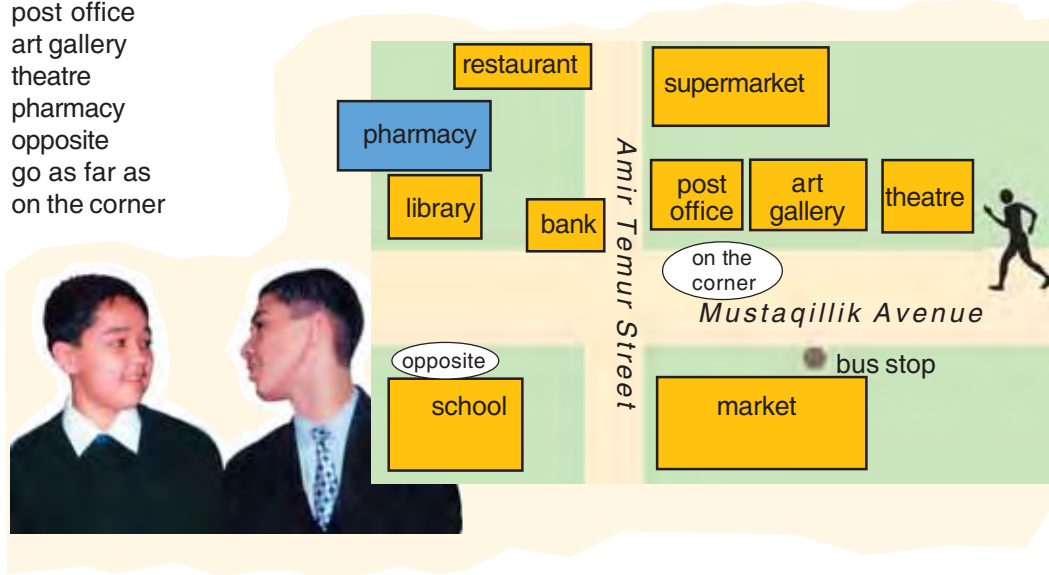 post office
art gallery
theatre
pharmacy
opposite
go as far as
on the corner
restaurant
supermarket
pharmacy
library
bank
post
office
art
gallery
theatre
Amir Temur Street
on the
corner
Mustaqillik Avenue
bus stop
opposite
school
market